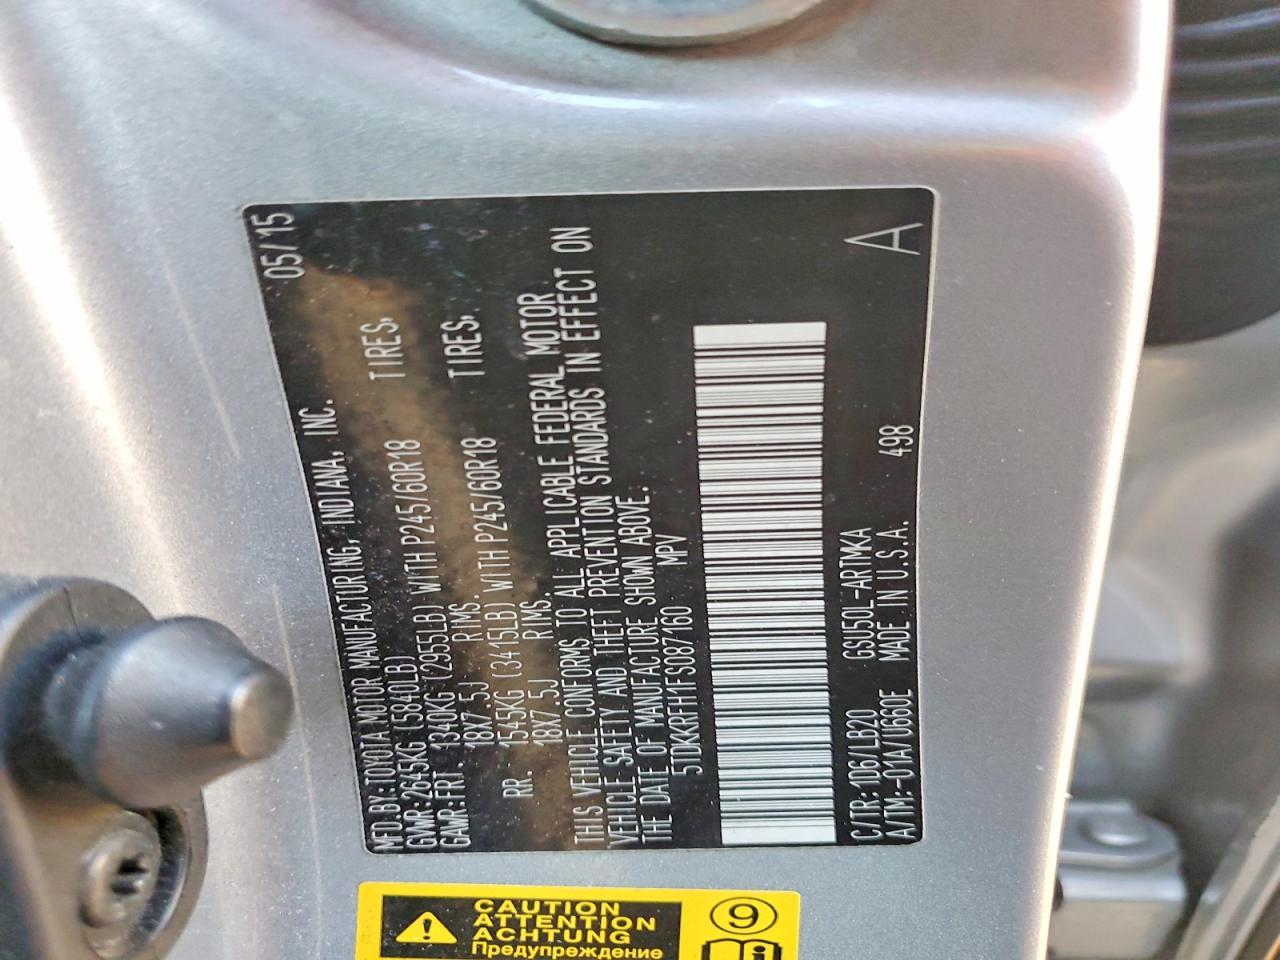 MFD.BY:TOYOTA MOTOR MANUFACTURING, INDIANA, INC. 05/15
GVWR:2645KG (5840LB)
GAWR:FRT. 1340KG (2955LB) WITH P245/60R18 TIRES,
18X7.5J RIMS.
RR. 1545KG (3415LB) WITH P245/60R18 TIRES,
18X7.5J RIMS.
THIS VEHICLE CONFORMS TO ALL APPLICABLE FEDERAL MOTOR
VEHICLE SAFETY AND THEFT PREVENTION STANDARDS IN EFFECT ON
THE DATE OF MANUFACTURE SHOWN ABOVE.
5TDKKRFH1FS087160 MPV
C/TR:1D6/LB20 GSU50L-ARTMKA
A/TM:-01A/U660E MADE IN U.S.A. 498
A
CAUTION
ATTENTION
ACHTUNG
Предупреждение
9